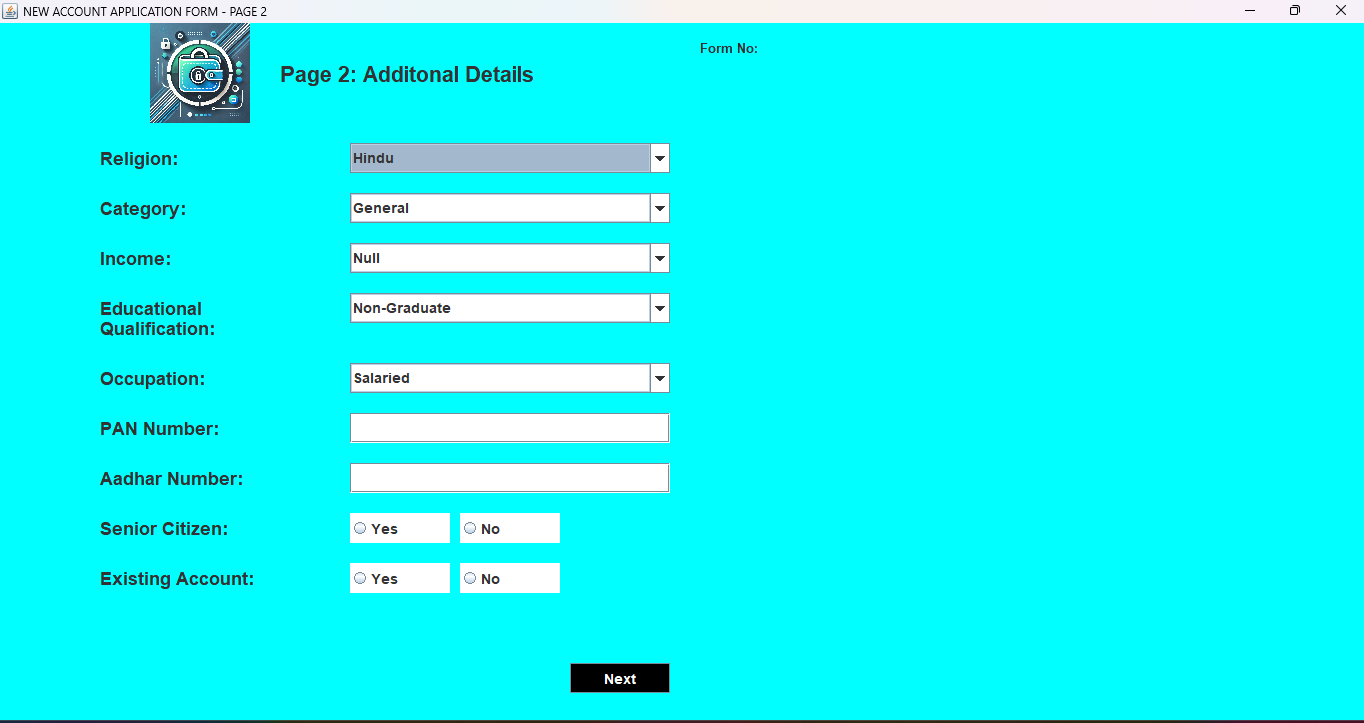 NEW ACCOUNT APPLICATION FORM - PAGE 2
Form No:
Page 2: Additonal Details
Religion: Hindu
Category: General
Income: Null
Educational Non-Graduate
Qualification:
Occupation: Salaried
PAN Number:
Aadhar Number:
Senior Citizen: Yes No
Existing Account: Yes No
Next